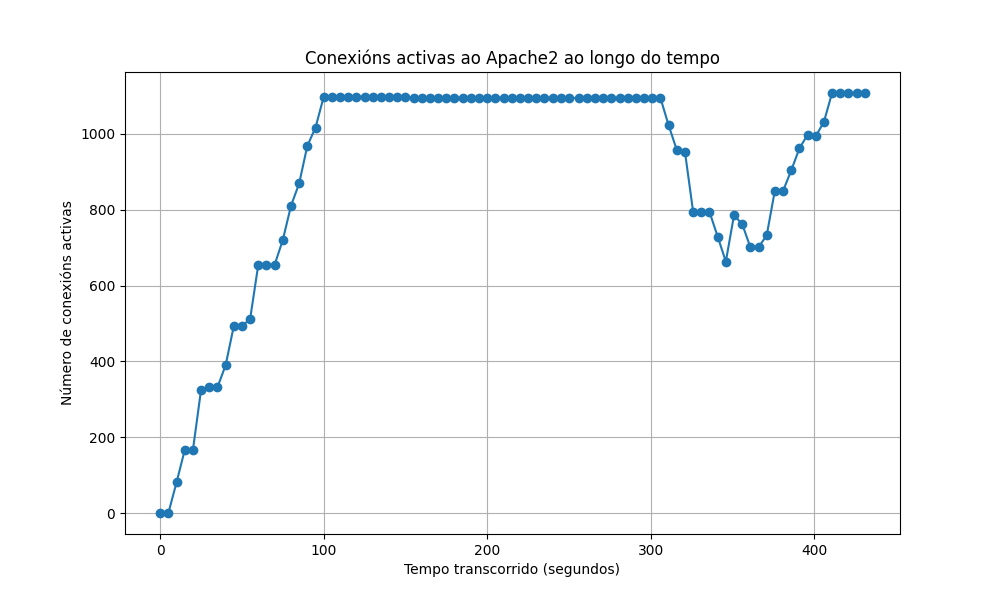 Conexións activas ao Apache2 ao longo do tempo
Número de conexións activas
1000
800
600
400
200
0
0 100 200 300 400
Tempo transcorrido (segundos)